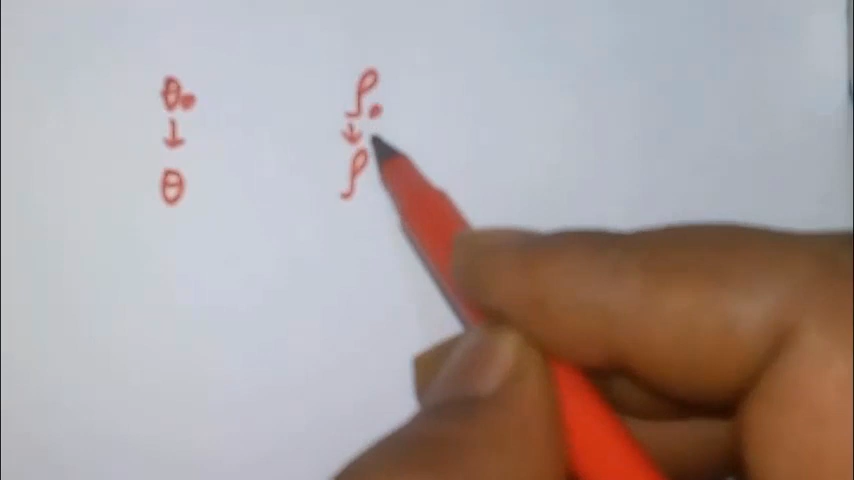 θ₀ ρ₀
↓ ↓
θ ρ